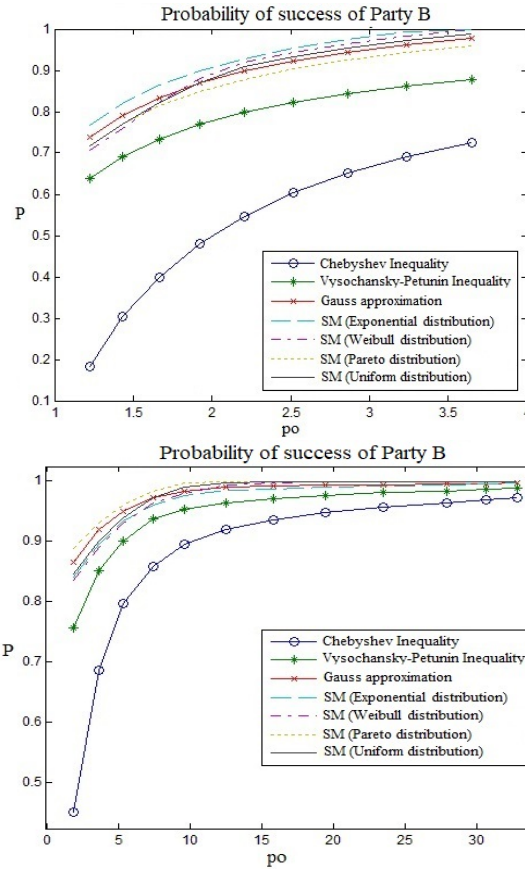 Probability of success of Party B
1
0.9
0.8
0.7
0.6
P
0.5
0.4
0.3
0.2
0.1
Chebyshev Inequality
Vysochansky-Petunin Inequality
Gauss approximation
SM (Exponential distribution)
SM (Weibull distribution)
SM (Pareto distribution)
SM (Uniform distribution)
1 1.5 2 2.5 3 3.5 4
po
Probability of success of Party B
1
0.9
0.8
P
0.7
0.6
0.5
Chebyshev Inequality
Vysochansky-Petunin Inequality
Gauss approximation
SM (Exponential distribution)
SM (Weibull distribution)
SM (Pareto distribution)
SM (Uniform distribution)
0 5 10 15 20 25 30
po